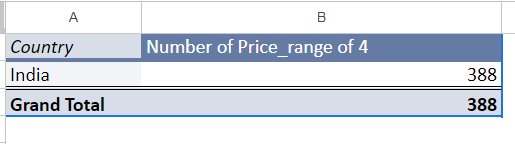 A B
Country Number of Price_range of 4
India 388
Grand Total 388